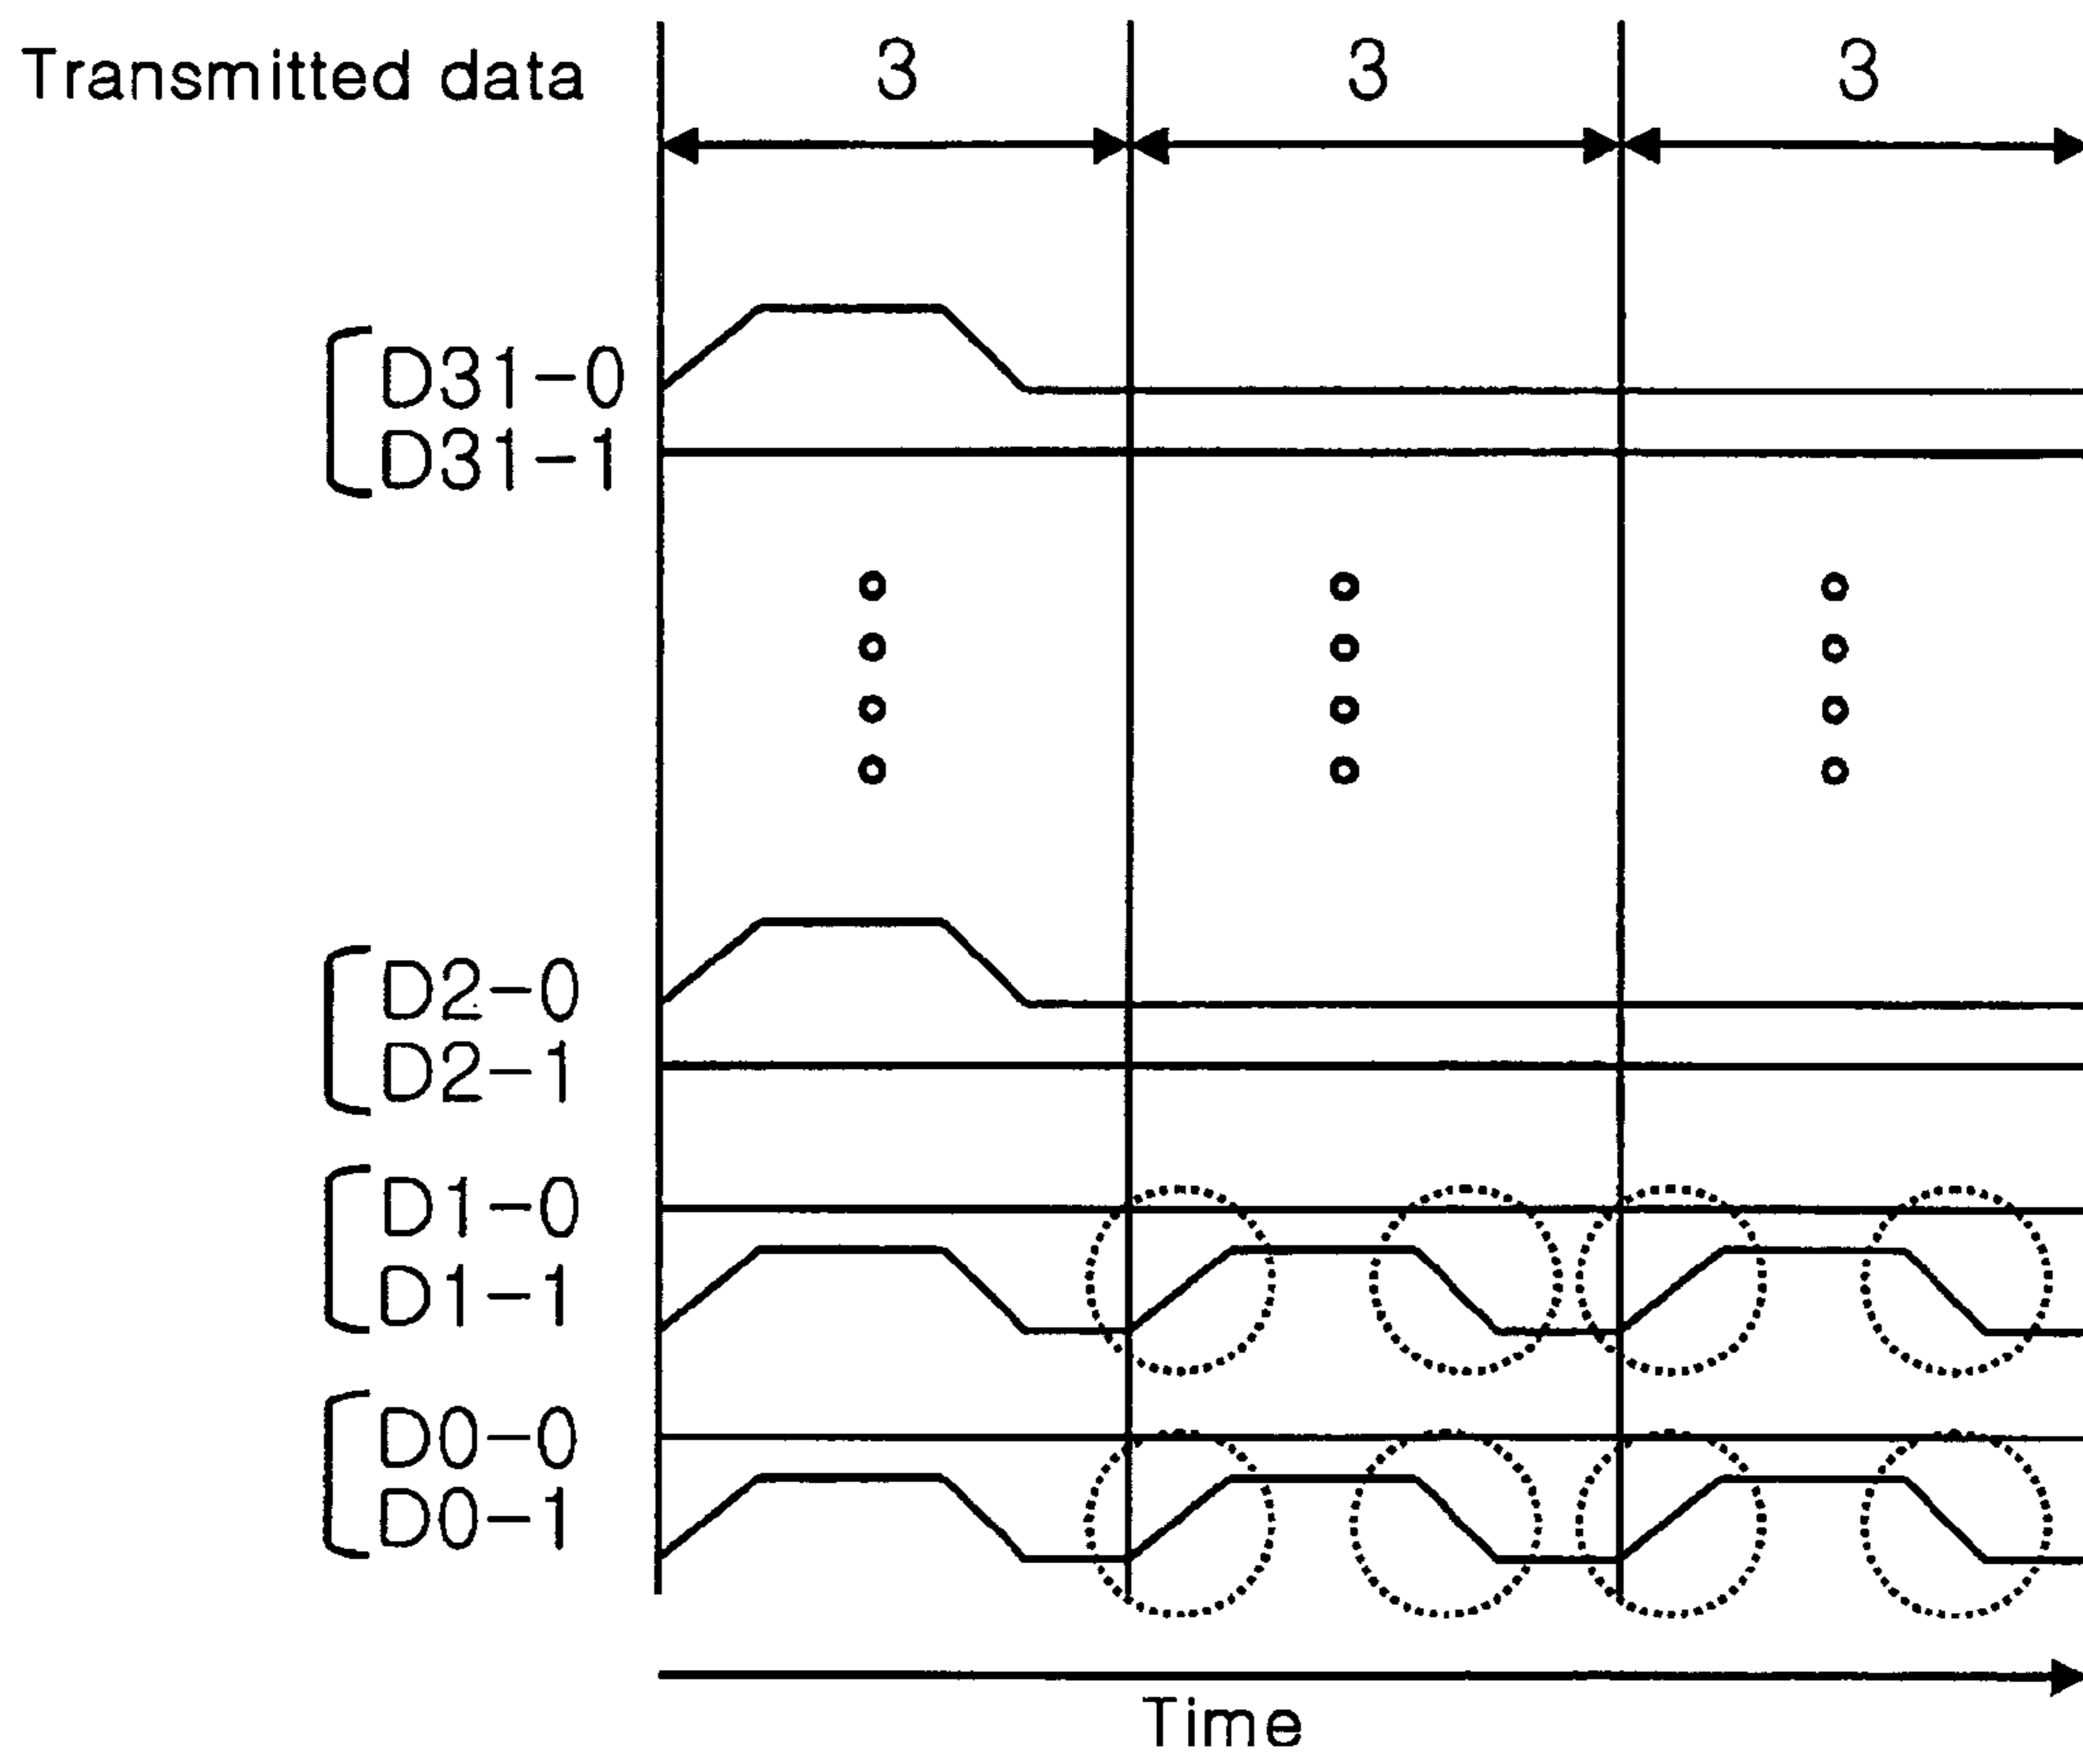 Transmitted data 3 3 3
D31-0
D31-1
D2-0
D2-1
D1-0
D1-1
D0-0
D0-1
Time